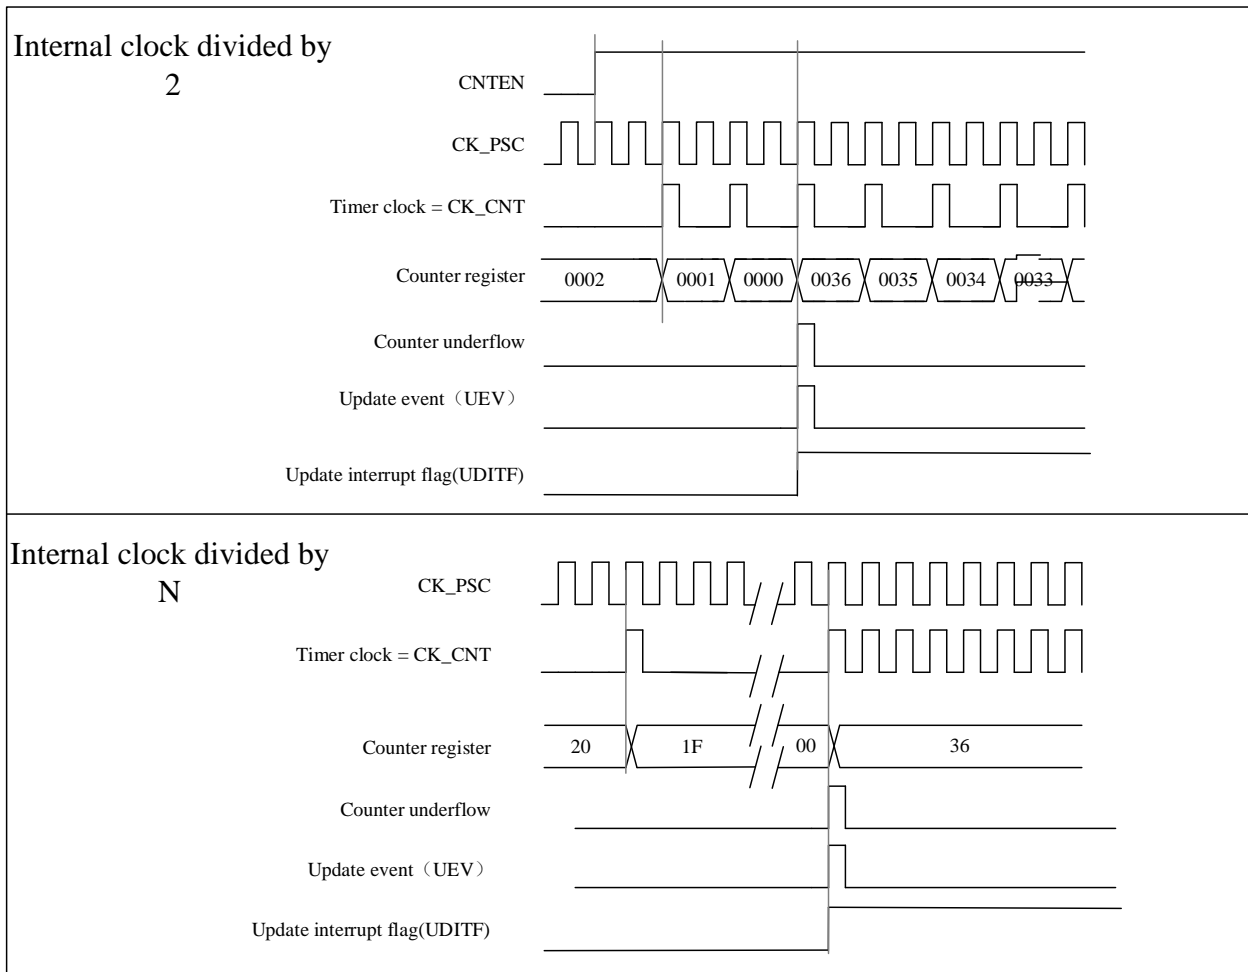 Internal clock divided by
2
CNTEN
CK_PSC
Timer clock = CK_CNT
Counter register
0002 0001 0000 0036 0035 0034 0033
Counter underflow
Update event（UEV）
Update interrupt flag(UDITF)
Internal clock divided by
N
CK_PSC
Timer clock = CK_CNT
Counter register
20 1F 00 36
Counter underflow
Update event（UEV）
Update interrupt flag(UDITF)